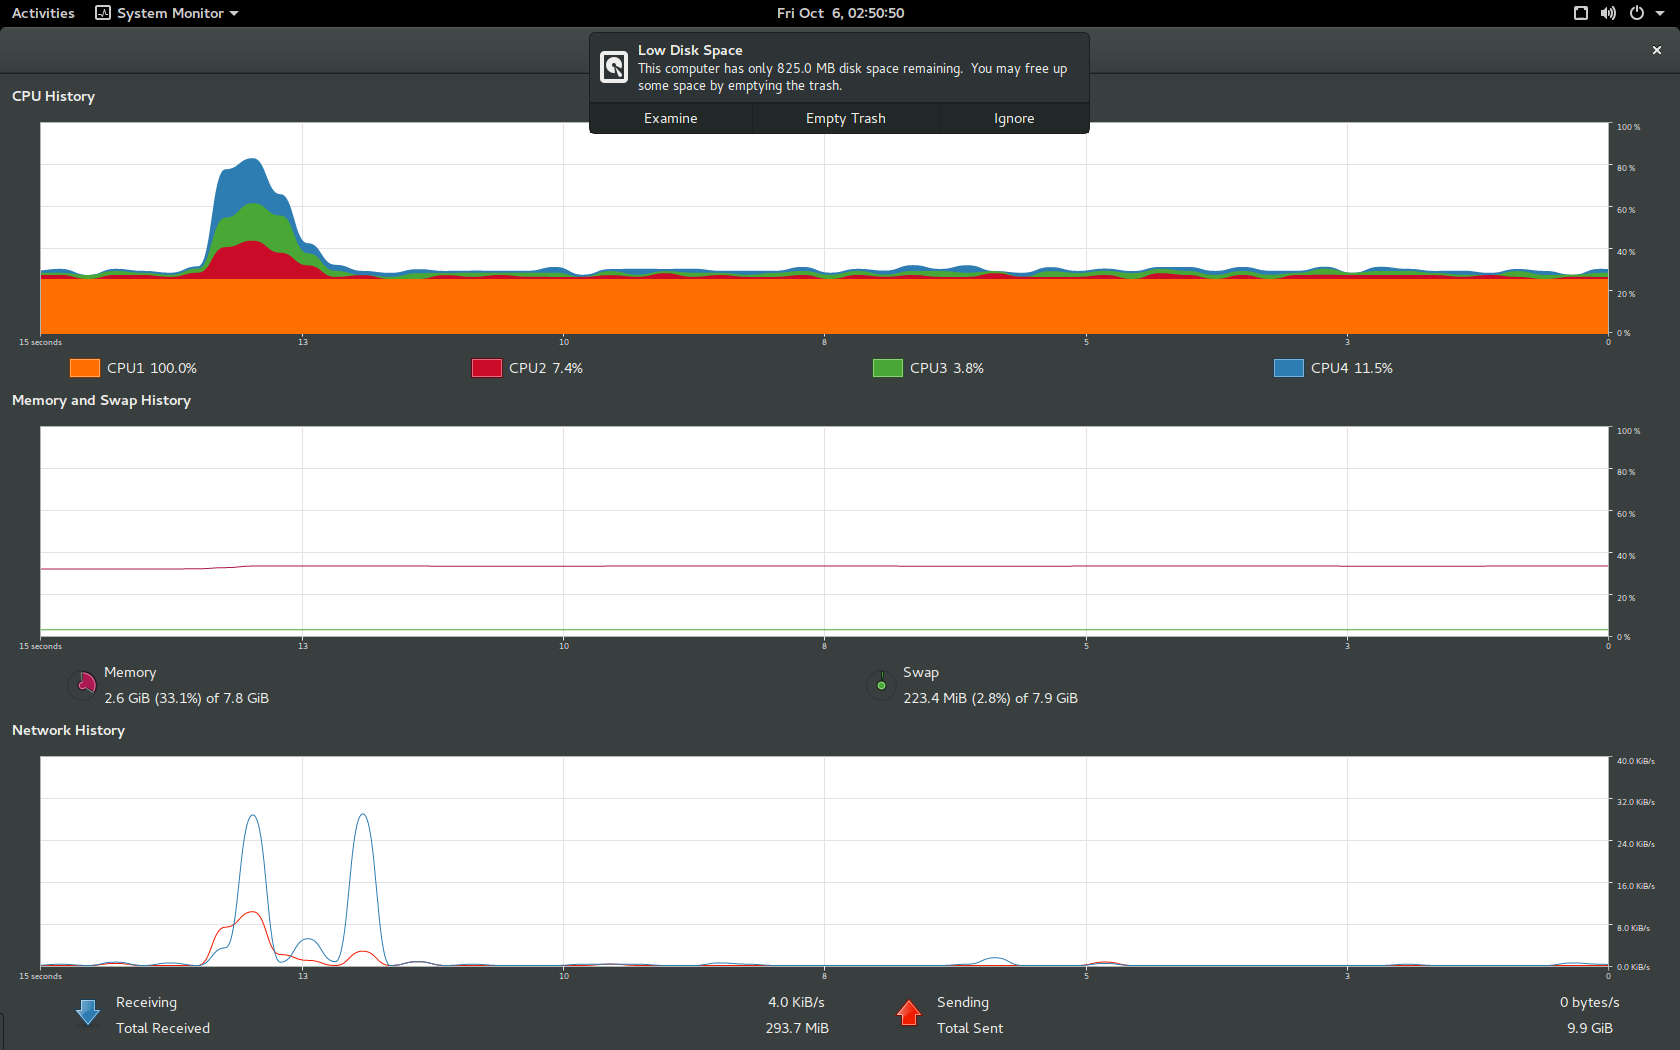 Activities System Monitor Fri Oct 6, 02:50:50
Low Disk Space
This computer has only 825.0 MB disk space remaining. You may free up
some space by emptying the trash.
Examine Empty Trash Ignore
CPU History
100 %
80 %
60 %
40 %
20 %
0 %
15 seconds 13 10 8 5 3 0
CPU1 100.0% CPU2 7.4% CPU3 3.8% CPU4 11.5%
Memory and Swap History
100 %
80 %
60 %
40 %
20 %
0 %
15 seconds 13 10 8 5 3 0
Memory
2.6 GiB (33.1%) of 7.8 GiB
Swap
223.4 MiB (2.8%) of 7.9 GiB
Network History
40.0 KiB/s
32.0 KiB/s
24.0 KiB/s
16.0 KiB/s
8.0 KiB/s
0.0 KiB/s
15 seconds 13 10 8 5 3 0
Receiving 4.0 KiB/s
Total Received 293.7 MiB
Sending 0 bytes/s
Total Sent 9.9 GiB